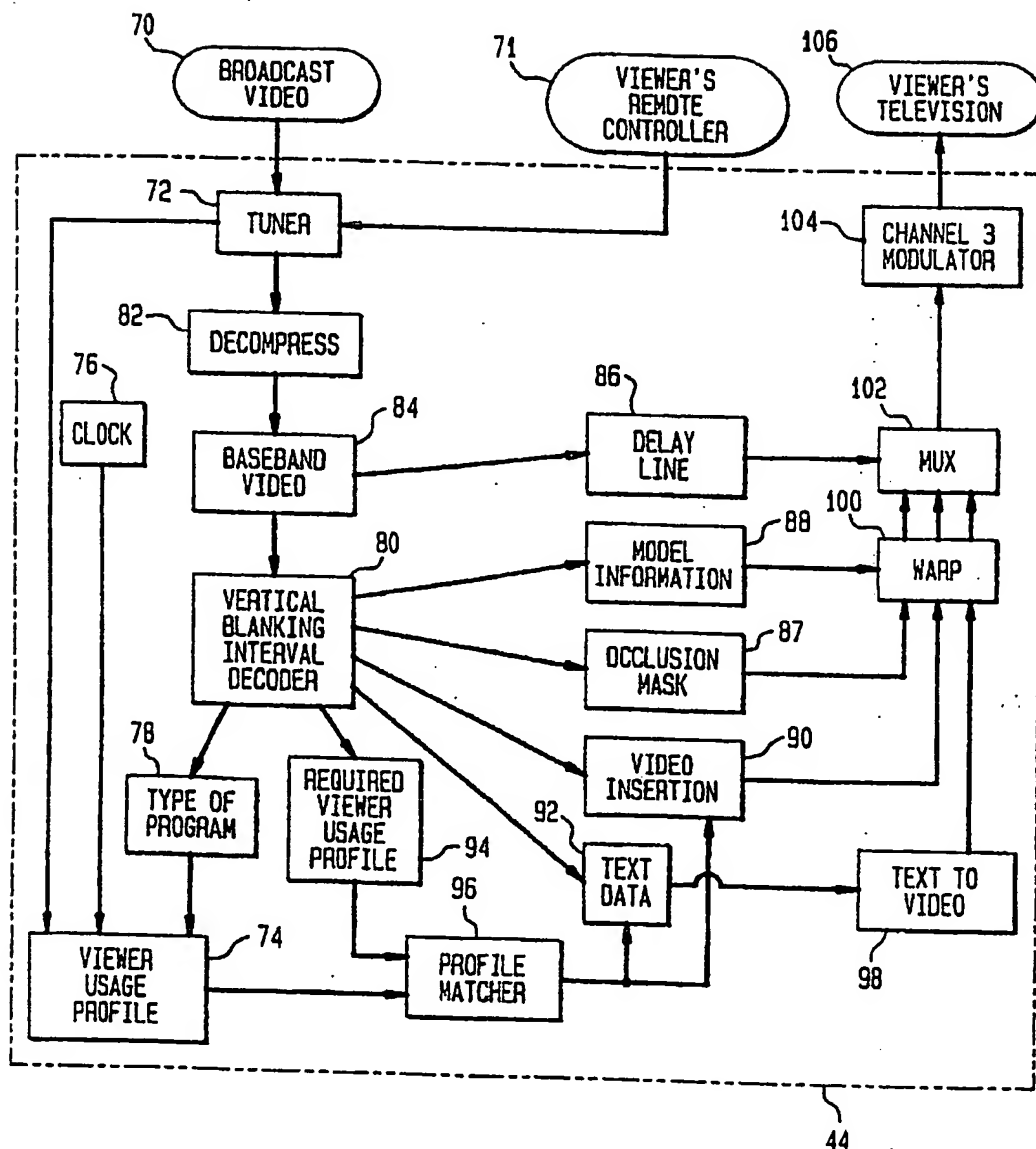 70
BROADCAST
VIDEO
71
VIEWER'S
REMOTE
CONTROLLER
106
VIEWER'S
TELEVISION
72
TUNER
104
CHANNEL 3
MODULATOR
82
DECOMPRESS
76
CLOCK
84
BASEBAND
VIDEO
86
DELAY
LINE
102
MUX
80
VERTICAL
BLANKING
INTERVAL
DECODER
88
MODEL
INFORMATION
100
WARP
87
OCCLUSION
MASK
78
TYPE OF
PROGRAM
REQUIRED
VIEWER
USAGE
PROFILE
94
90
VIDEO
INSERTION
92
TEXT
DATA
TEXT TO
VIDEO
98
74
VIEWER
USAGE
PROFILE
96
PROFILE
MATCHER
44